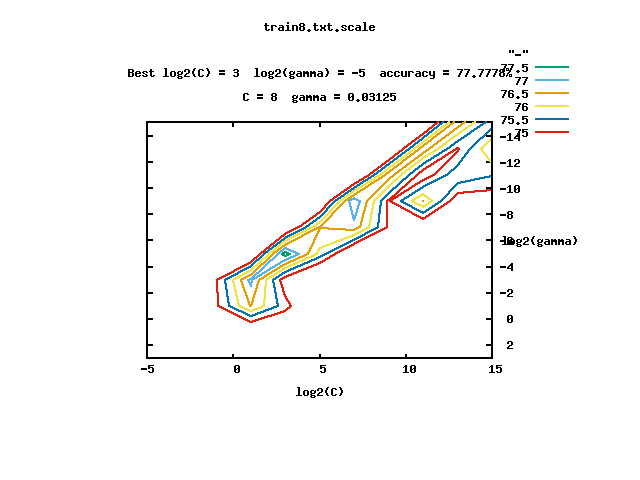 train8.txt.scale
"-"
Best log2(C) = 3  log2(gamma) = -5  accuracy = 77.7778%
77.5
77
76.5
C = 8  gamma = 0.03125
76
75.5
75
-14
-12
-10
-8
-6
log2(gamma)
-4
-2
0
2
-5 0 5 10 15
log2(C)